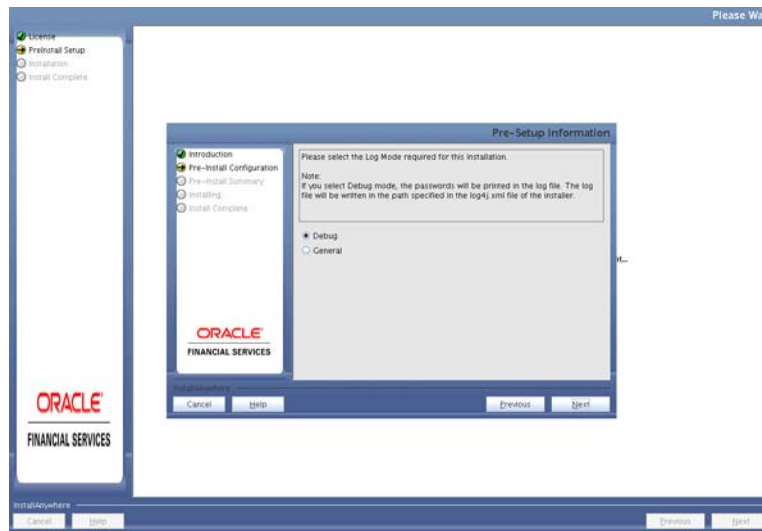 Please Wa
License
Preinstall Setup
Installation
Install Complete
Pre-Setup Information
Introduction
Pre-Install Configuration
Pre-Install Summary
Installing...
Install Complete
Please select the Log Mode required for this installation.
Note:
If you select Debug mode, the passwords will be printed in the log file. The log
file will be written in the path specified in the log4j.xml file of the installer.
Debug
General
ORACLE
FINANCIAL SERVICES
InstallAnywhere
Cancel
Help
Previous
Next
ORACLE
FINANCIAL SERVICES
InstallAnywhere
Cancel
Help
Previous
Next